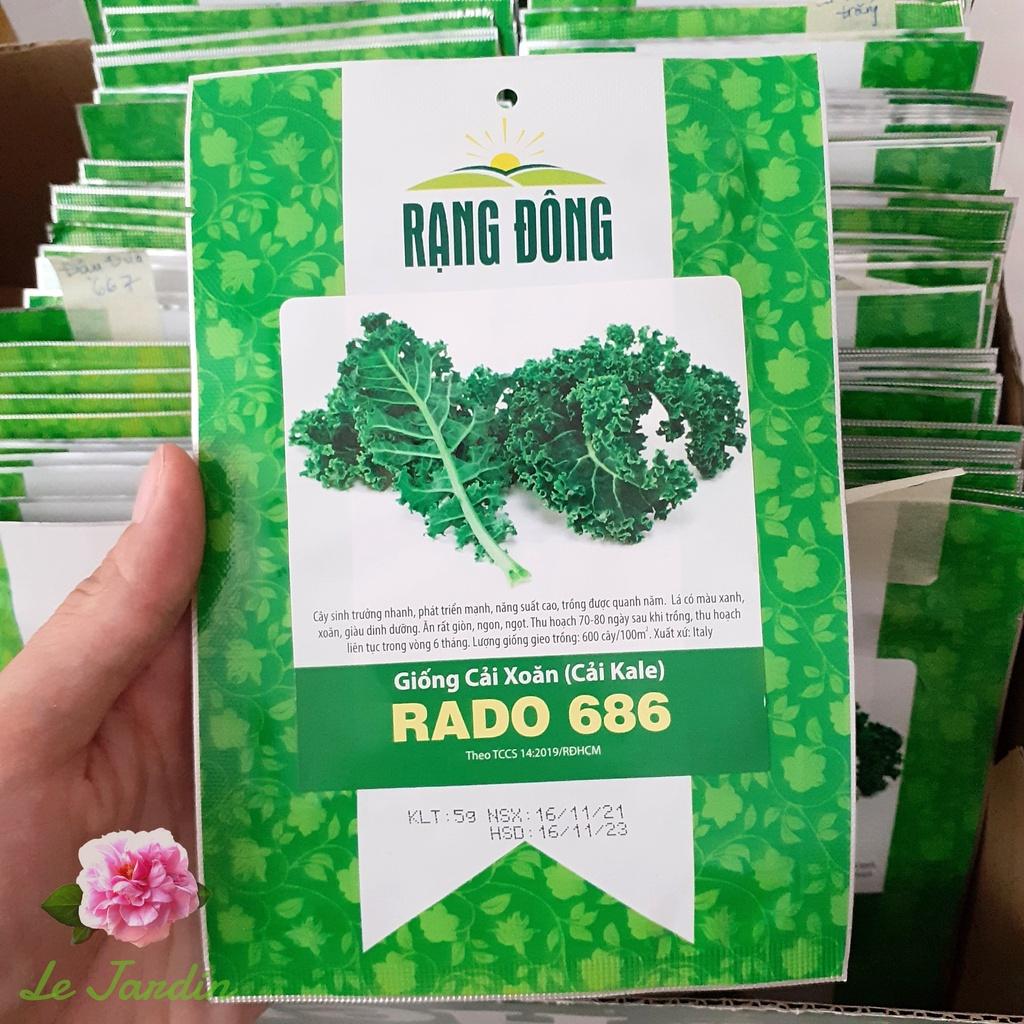 trắng
Đậu Đũa
667
RẠNG ĐÔNG
Cây sinh trưởng nhanh, phát triển mạnh, năng suất cao, trồng được quanh năm. Lá có màu xanh,
xoăn, giàu dinh dưỡng. Ăn rất giòn, ngon, ngọt. Thu hoạch 70-80 ngày sau khi trồng, thu hoạch
liên tục trong vòng 6 tháng. Lượng giống gieo trồng: 600 cây/100m². Xuất xứ: Italy
Giống Cải Xoăn (Cải Kale)
RADO 686
Theo TCCS 14:2019/RĐHCM
KLT:5g NSX:16/11/21
HSD:16/11/23
Le Jardin